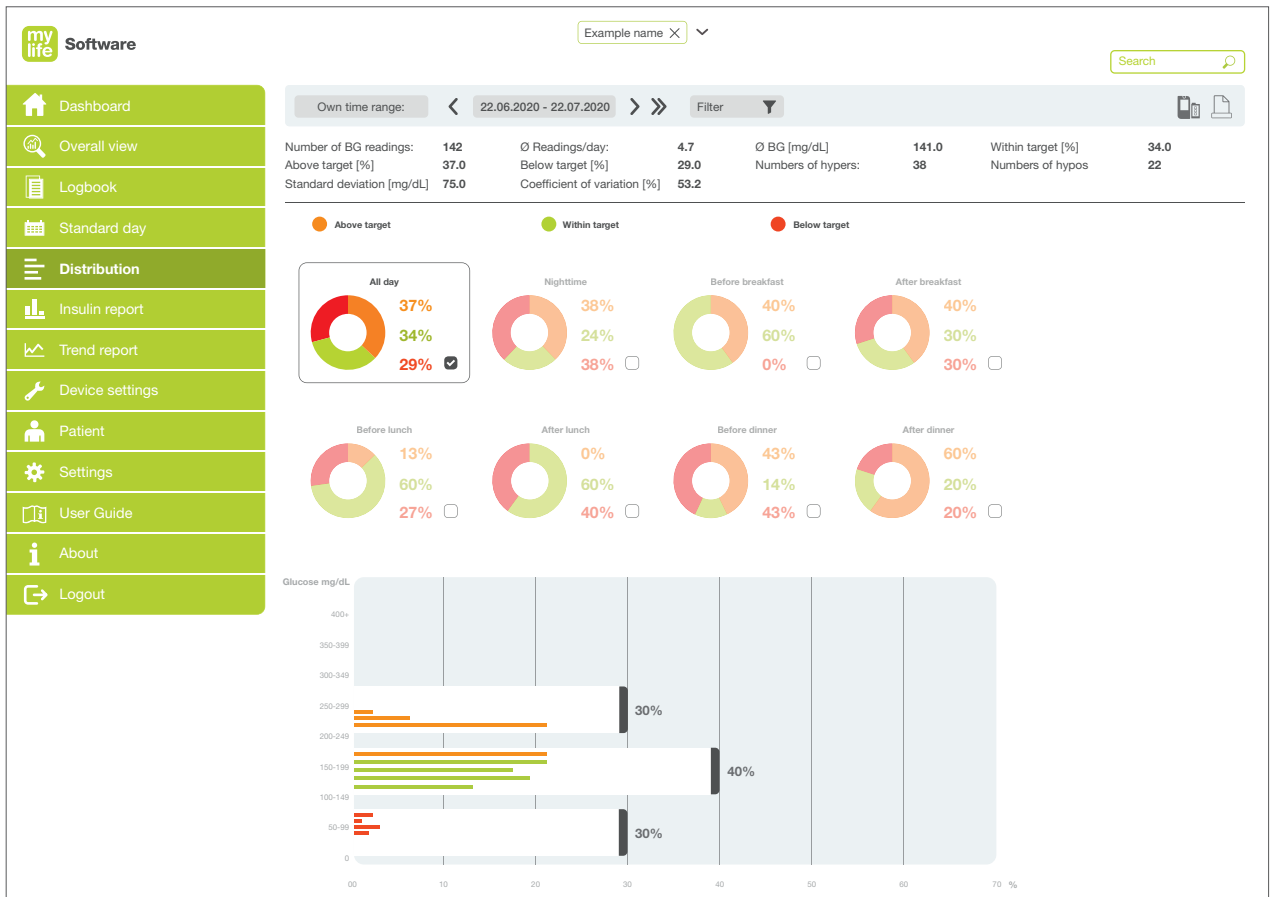 my
life Software
Example name
Search
Dashboard
Overall view
Logbook
Standard day
Distribution
Insulin report
Trend report
Device settings
Patient
Settings
User Guide
About
Logout
Own time range: 22.06.2020 - 22.07.2020 Filter
Number of BG readings: 142 Ø Readings/day: 4.7 Ø BG [mg/dL] 141.0 Within target [%] 34.0
Above target [%] 37.0 Below target [%] 29.0 Numbers of hypers: 38 Numbers of hypos 22
Standard deviation [mg/dL] 75.0 Coefficient of variation [%] 53.2
Above target Within target Below target
All day
37%
34%
29%
Nighttime
38%
24%
38%
Before breakfast
40%
60%
0%
After breakfast
40%
30%
30%
Before lunch
13%
60%
27%
After lunch
0%
60%
40%
Before dinner
43%
14%
43%
After dinner
60%
20%
20%
Glucose mg/dL
400+
350-399
300-349
250-299
30%
200-249
150-199
40%
100-149
50-99
30%
0
00 10 20 30 40 50 60 70 %